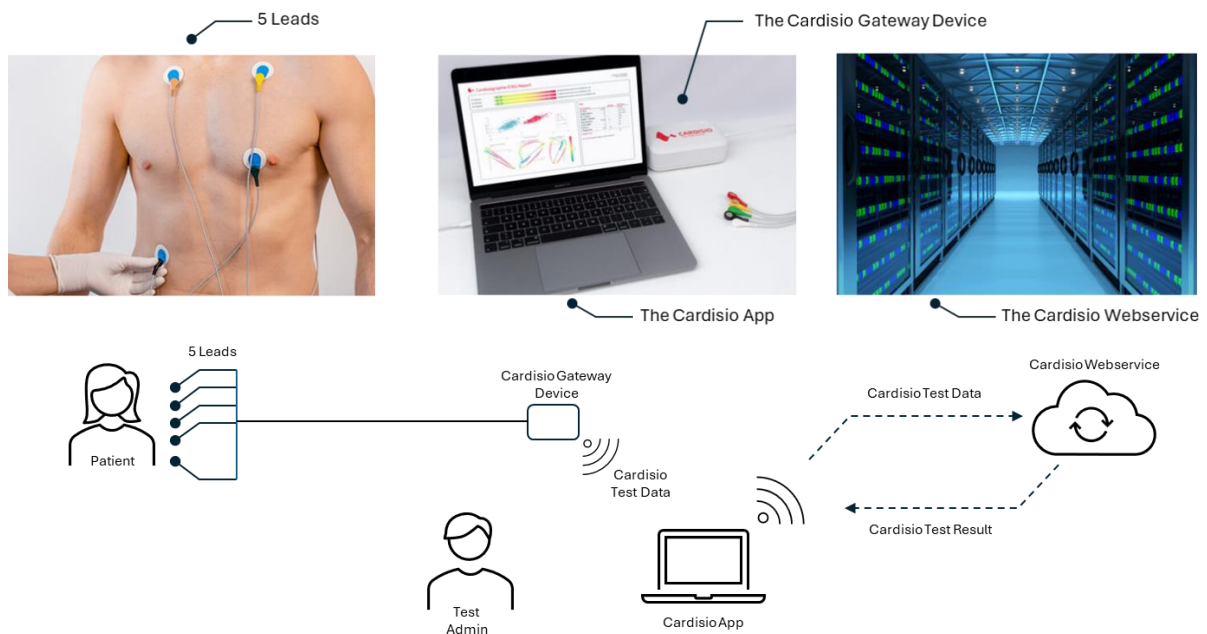 5 Leads
The Cardisio Gateway Device
CARDISIO
The Cardisio App
The Cardisio Webservice
5 Leads
Patient
Cardisio Gateway
Device
Cardisio
Test Data
Test
Admin
Cardisio App
Cardisio Test Data
Cardisio Test Result
Cardisio Webservice